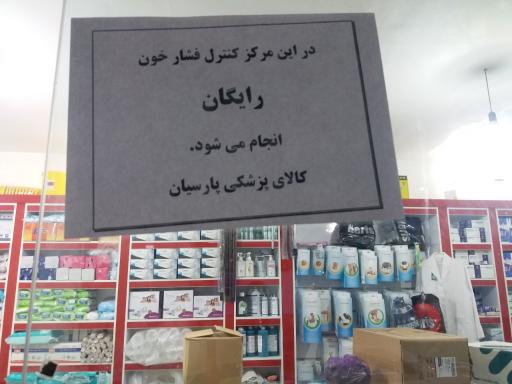 در این مرکز کنترل فشار خون
رایگان
انجام می شود.
کالای پزشکی پارسیان